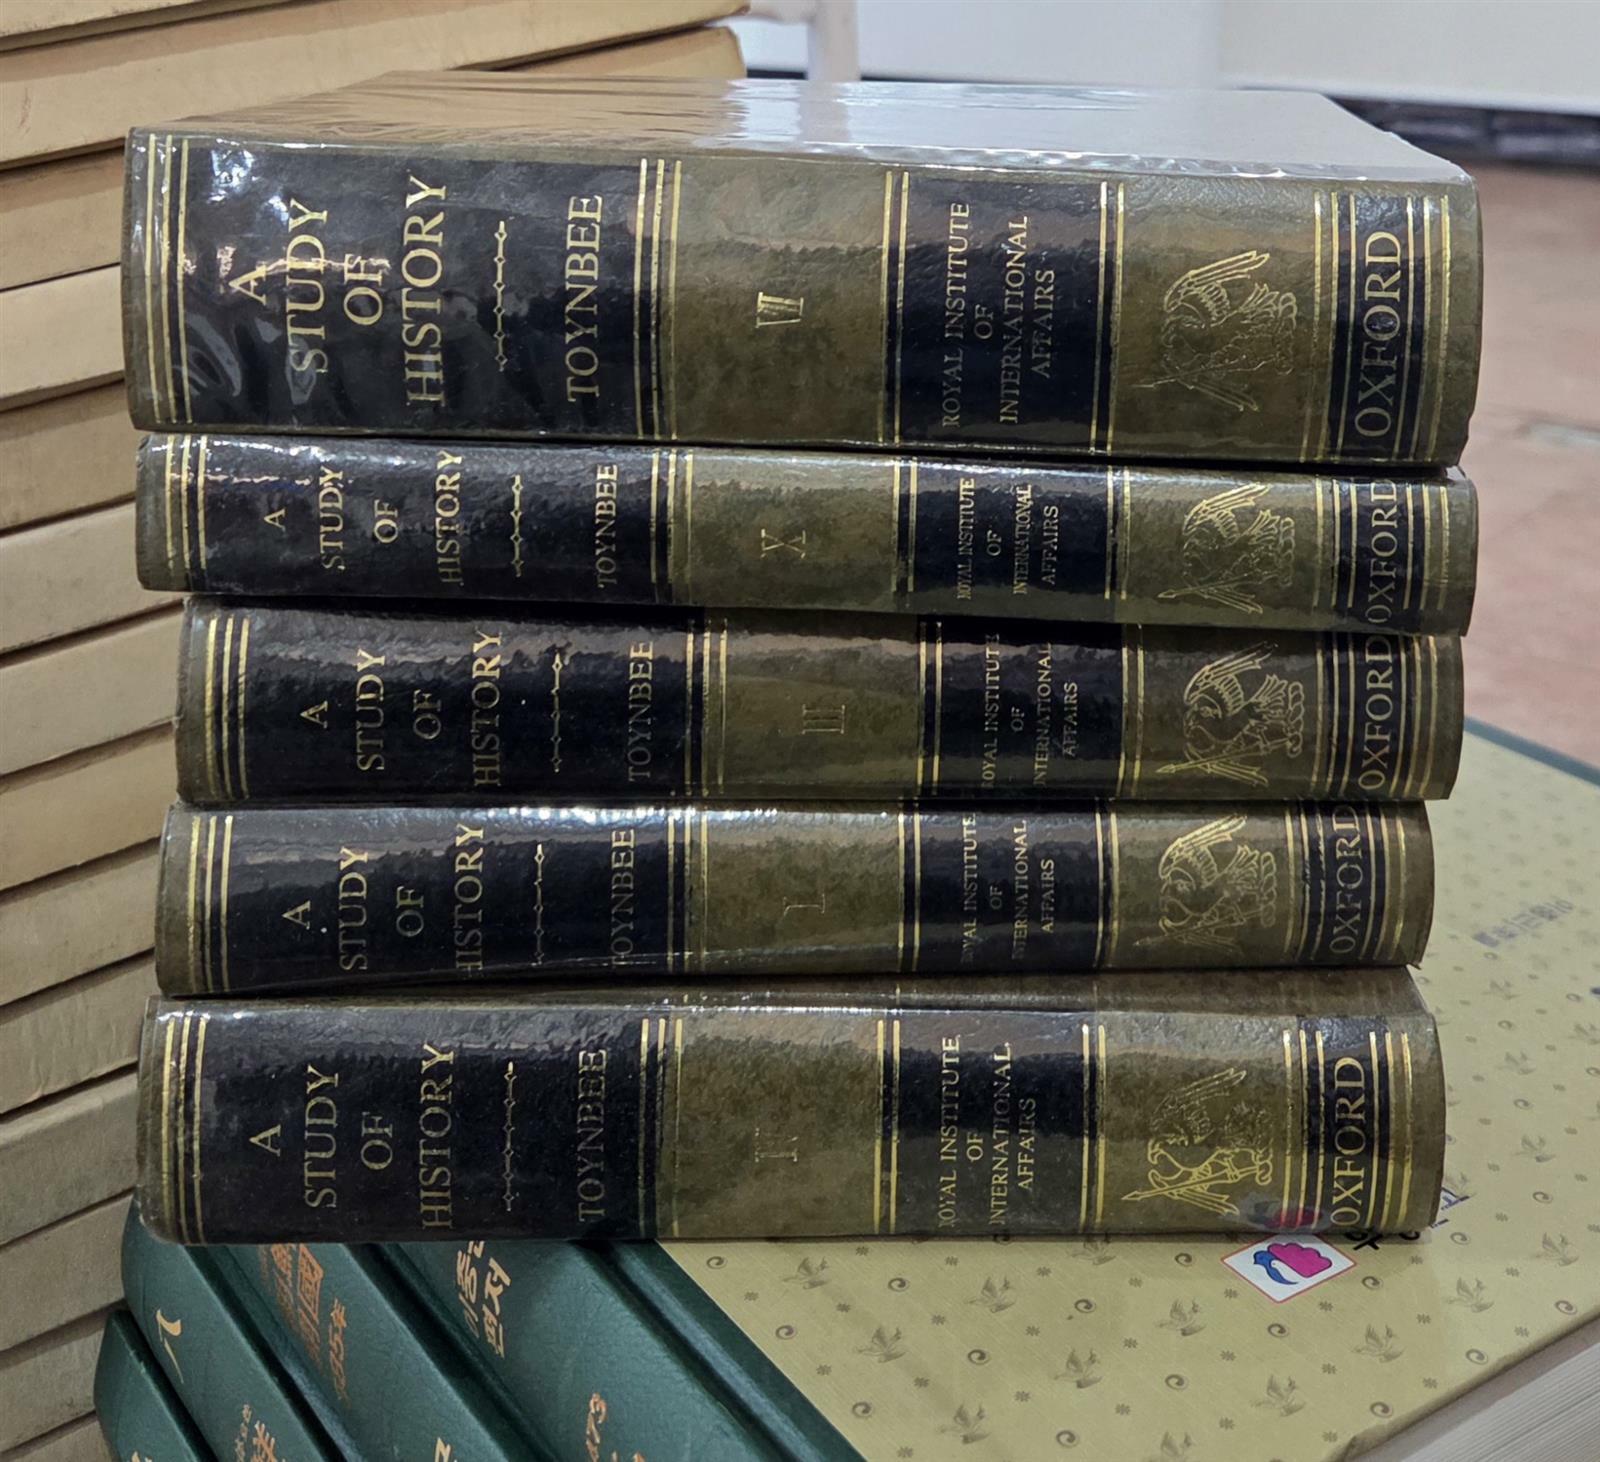 A
STUDY
OF
HISTORY
TOYNBEE
VII
ROYAL INSTITUTE
OF
INTERNATIONAL
AFFAIRS
OXFORD
A
STUDY
OF
HISTORY
TOYNBEE
X
ROYAL INSTITUTE
OF
INTERNATIONAL
AFFAIRS
OXFORD
A
STUDY
OF
HISTORY
TOYNBEE
III
ROYAL INSTITUTE
OF
INTERNATIONAL
AFFAIRS
OXFORD
A
STUDY
OF
HISTORY
TOYNBEE
I
ROYAL INSTITUTE
OF
INTERNATIONAL
AFFAIRS
OXFORD
A
STUDY
OF
HISTORY
TOYNBEE
ROYAL INSTITUTE
OF
INTERNATIONAL
AFFAIRS
OXFORD